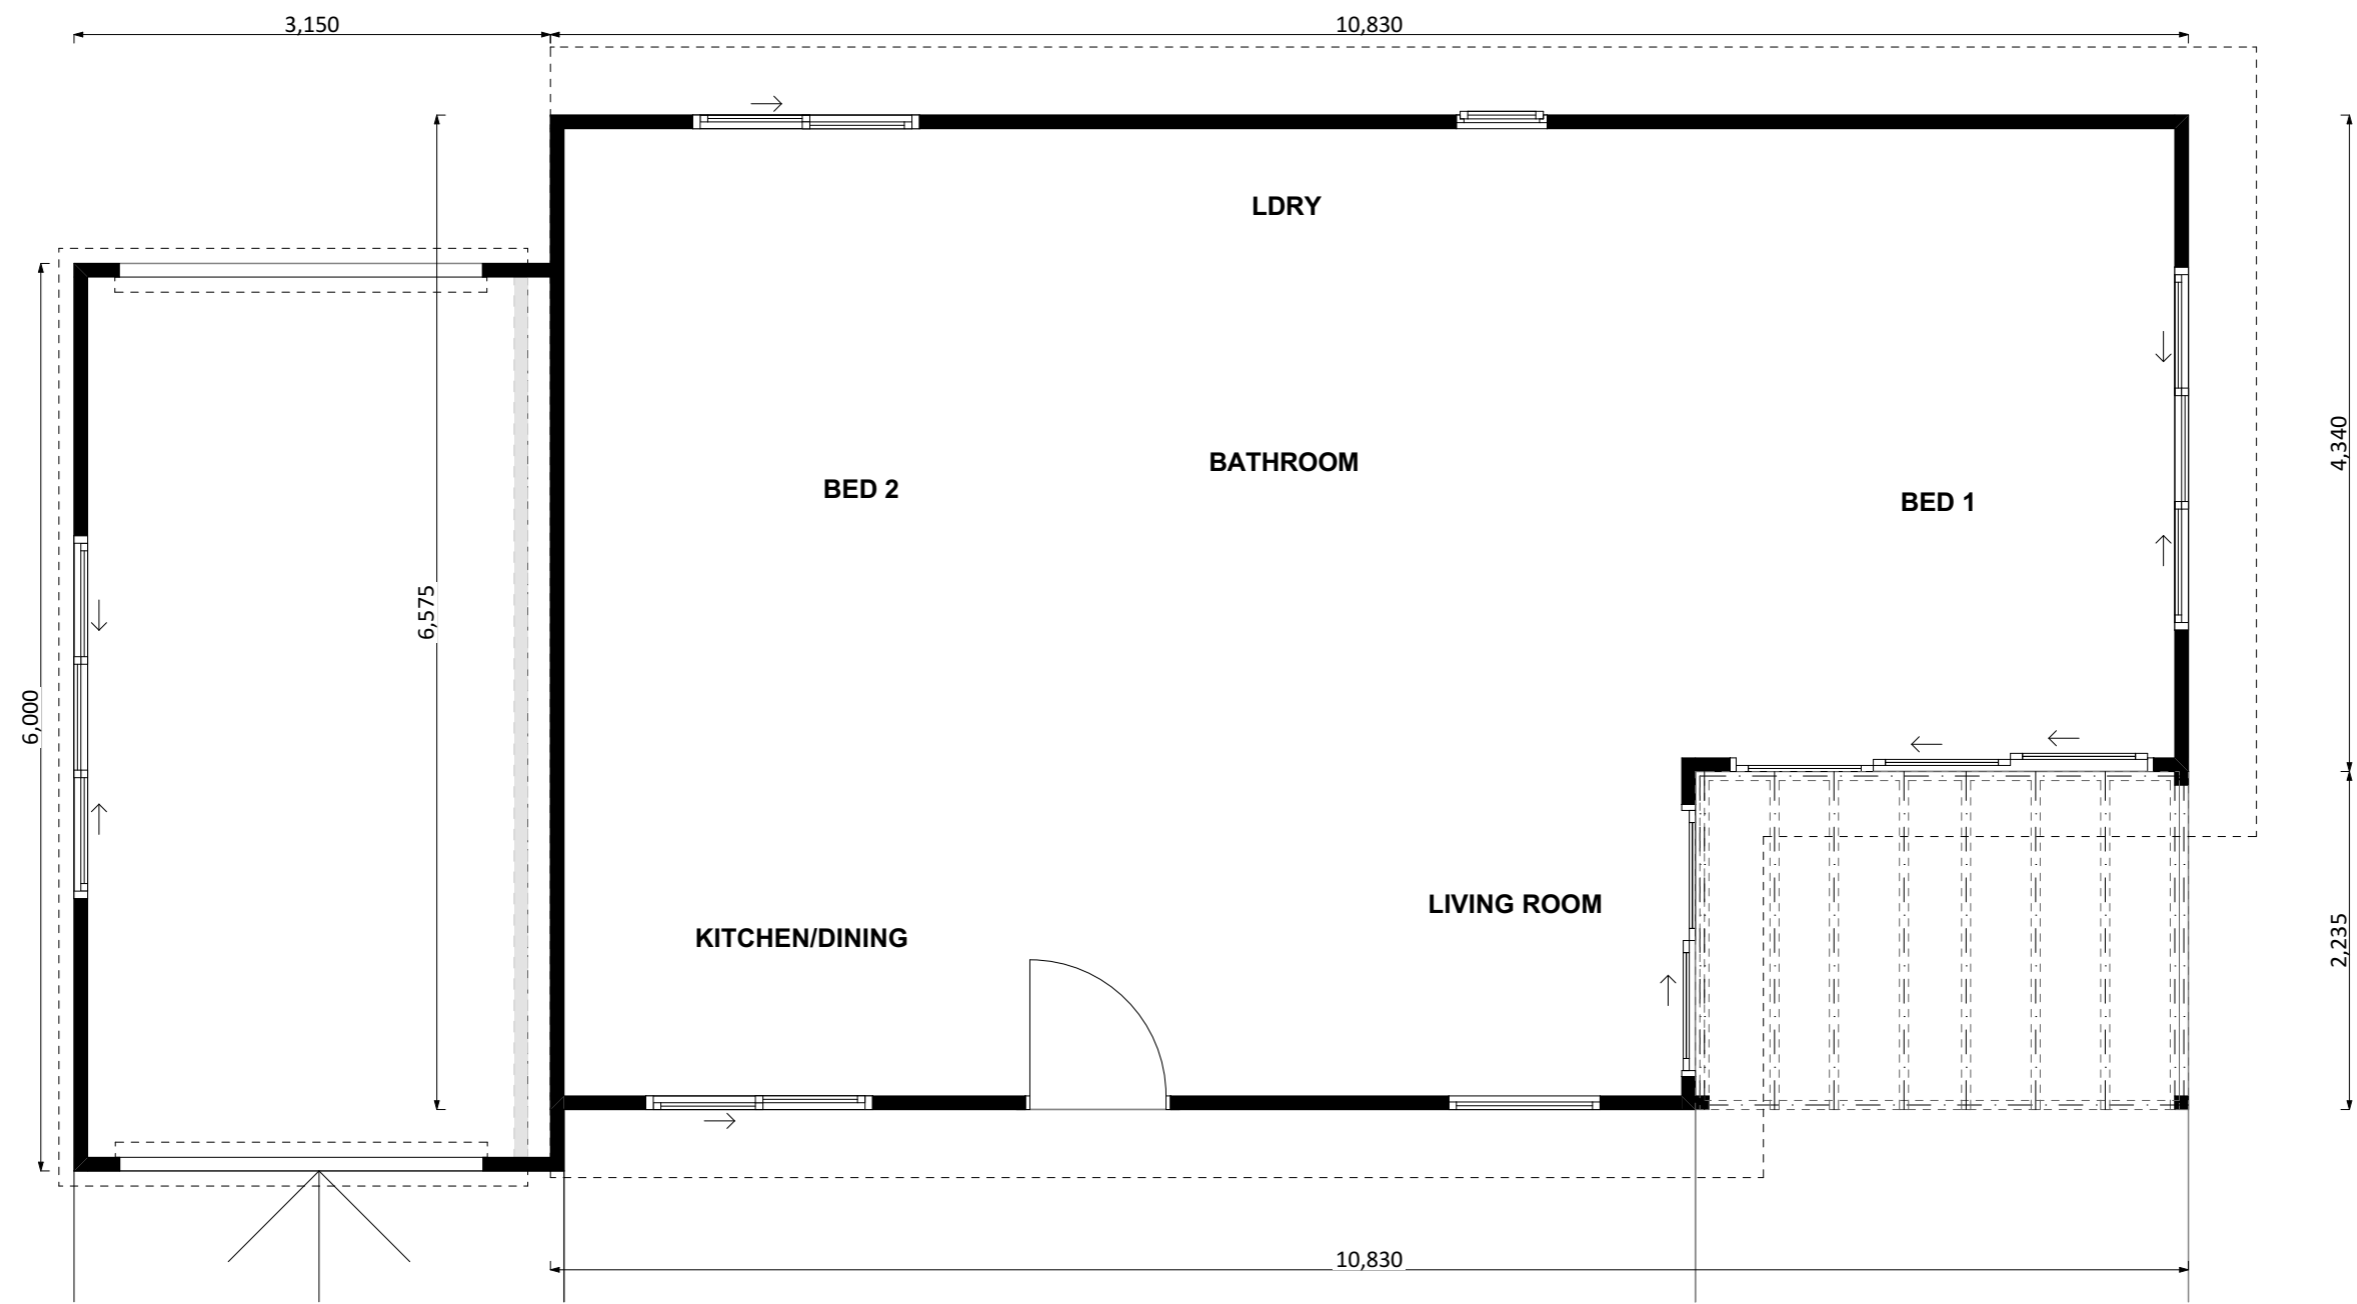 3,150
10,830
LDRY
4,340
BATHROOM
BED 2
BED 1
6,575
6,000
LIVING ROOM
KITCHEN/DINING
2,235
10,830